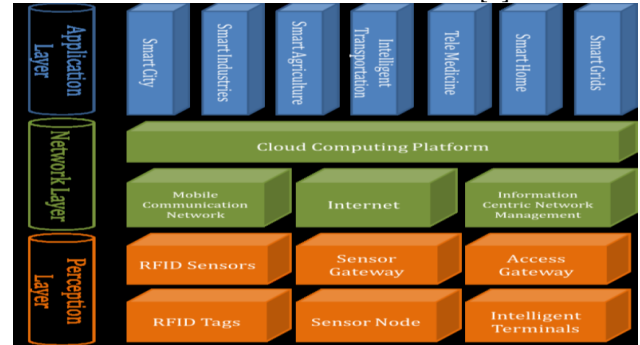 Application
Layer
Smart City
Smart Industries
Smart Agriculture
Intelligent
Transportation
Tele Medicine
Smart Home
Smart Grids
Network Layer
Cloud Computing Platform
Mobile
Communication
Network
Internet
Information
Centric Network
Management
Perception
Layer
RFID Sensors
Sensor
Gateway
Access
Gateway
RFID Tags
Sensor Node
Intelligent
Terminals